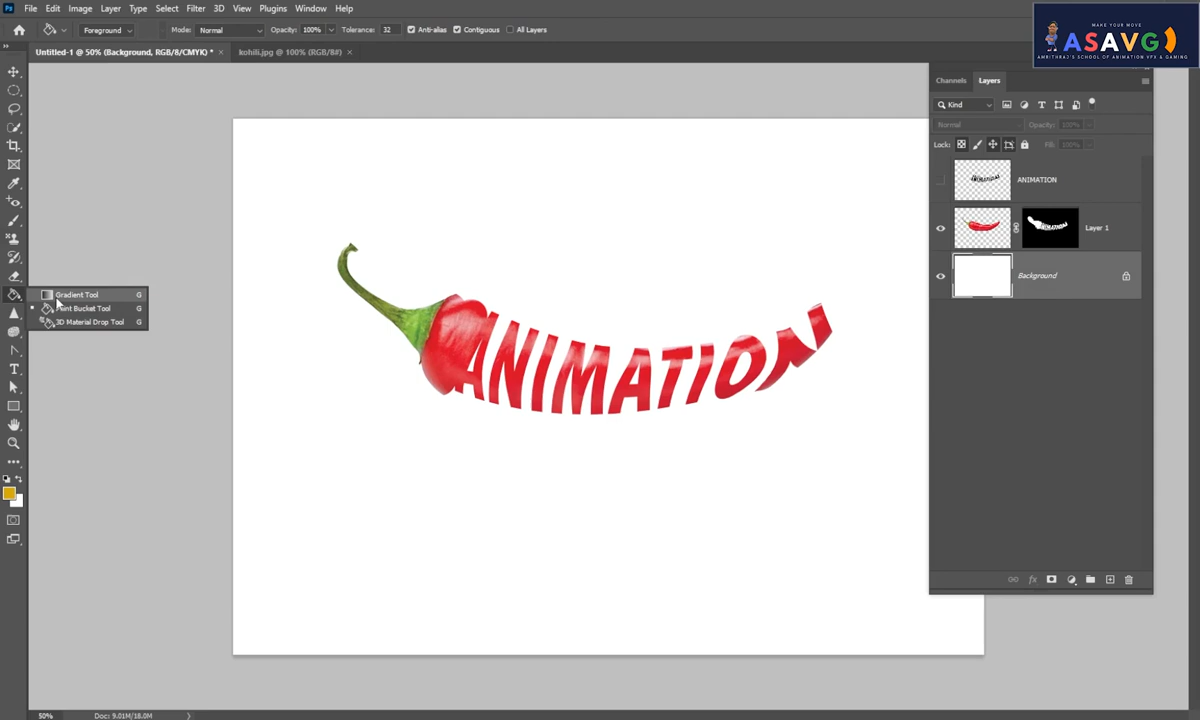 Ps File Edit Image Layer Type Select Filter 3D View Plugins Window Help
Foreground Mode: Normal Opacity: 100% Tolerance: 32 Anti-alias Contiguous All Layers
MAKE YOUR MOVE
ASAVG
AMRITHRAJ'S SCHOOL OF ANIMATION VFX & GAMING
Untitled-1 @ 50% (Background, RGB/8/CMYK) * × kohili.jpg @ 100% (RGB/8#) ×
Channels Layers
Kind
Normal Opacity: 100%
Lock: Fill: 100%
ANIMATION
Layer 1
Background
Gradient Tool G
Paint Bucket Tool G
3D Material Drop Tool G
ANIMATION
50% Doc: 9.01M/18.0M